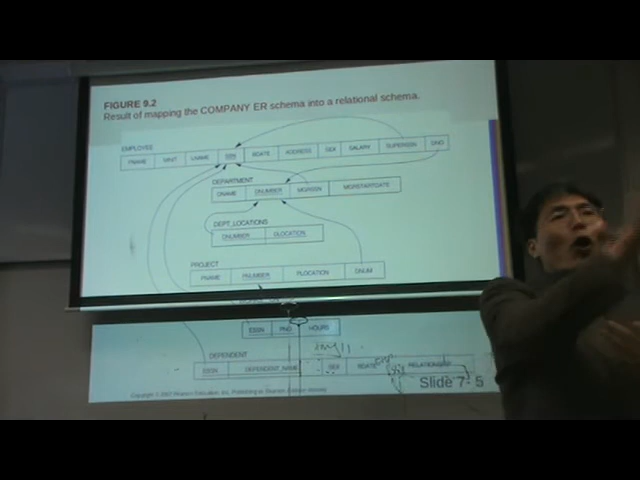 FIGURE 9.2
Result of mapping the COMPANY ER schema into a relational schema.
EMPLOYEE
FNAME MINIT LNAME SSN BDATE ADDRESS SEX SALARY SUPERSSN DNO
DEPARTMENT
DNAME DNUMBER MGRSSN MGRSTARTDATE
DEPT_LOCATIONS
DNUMBER DLOCATION
PROJECT
PNAME PNUMBER PLOCATION DNUM
ESSN PNO HOURS
DEPENDENT
ESSN DEPENDENT_NAME SEX BDATE RELATIONSHIP
Slide 7- 5